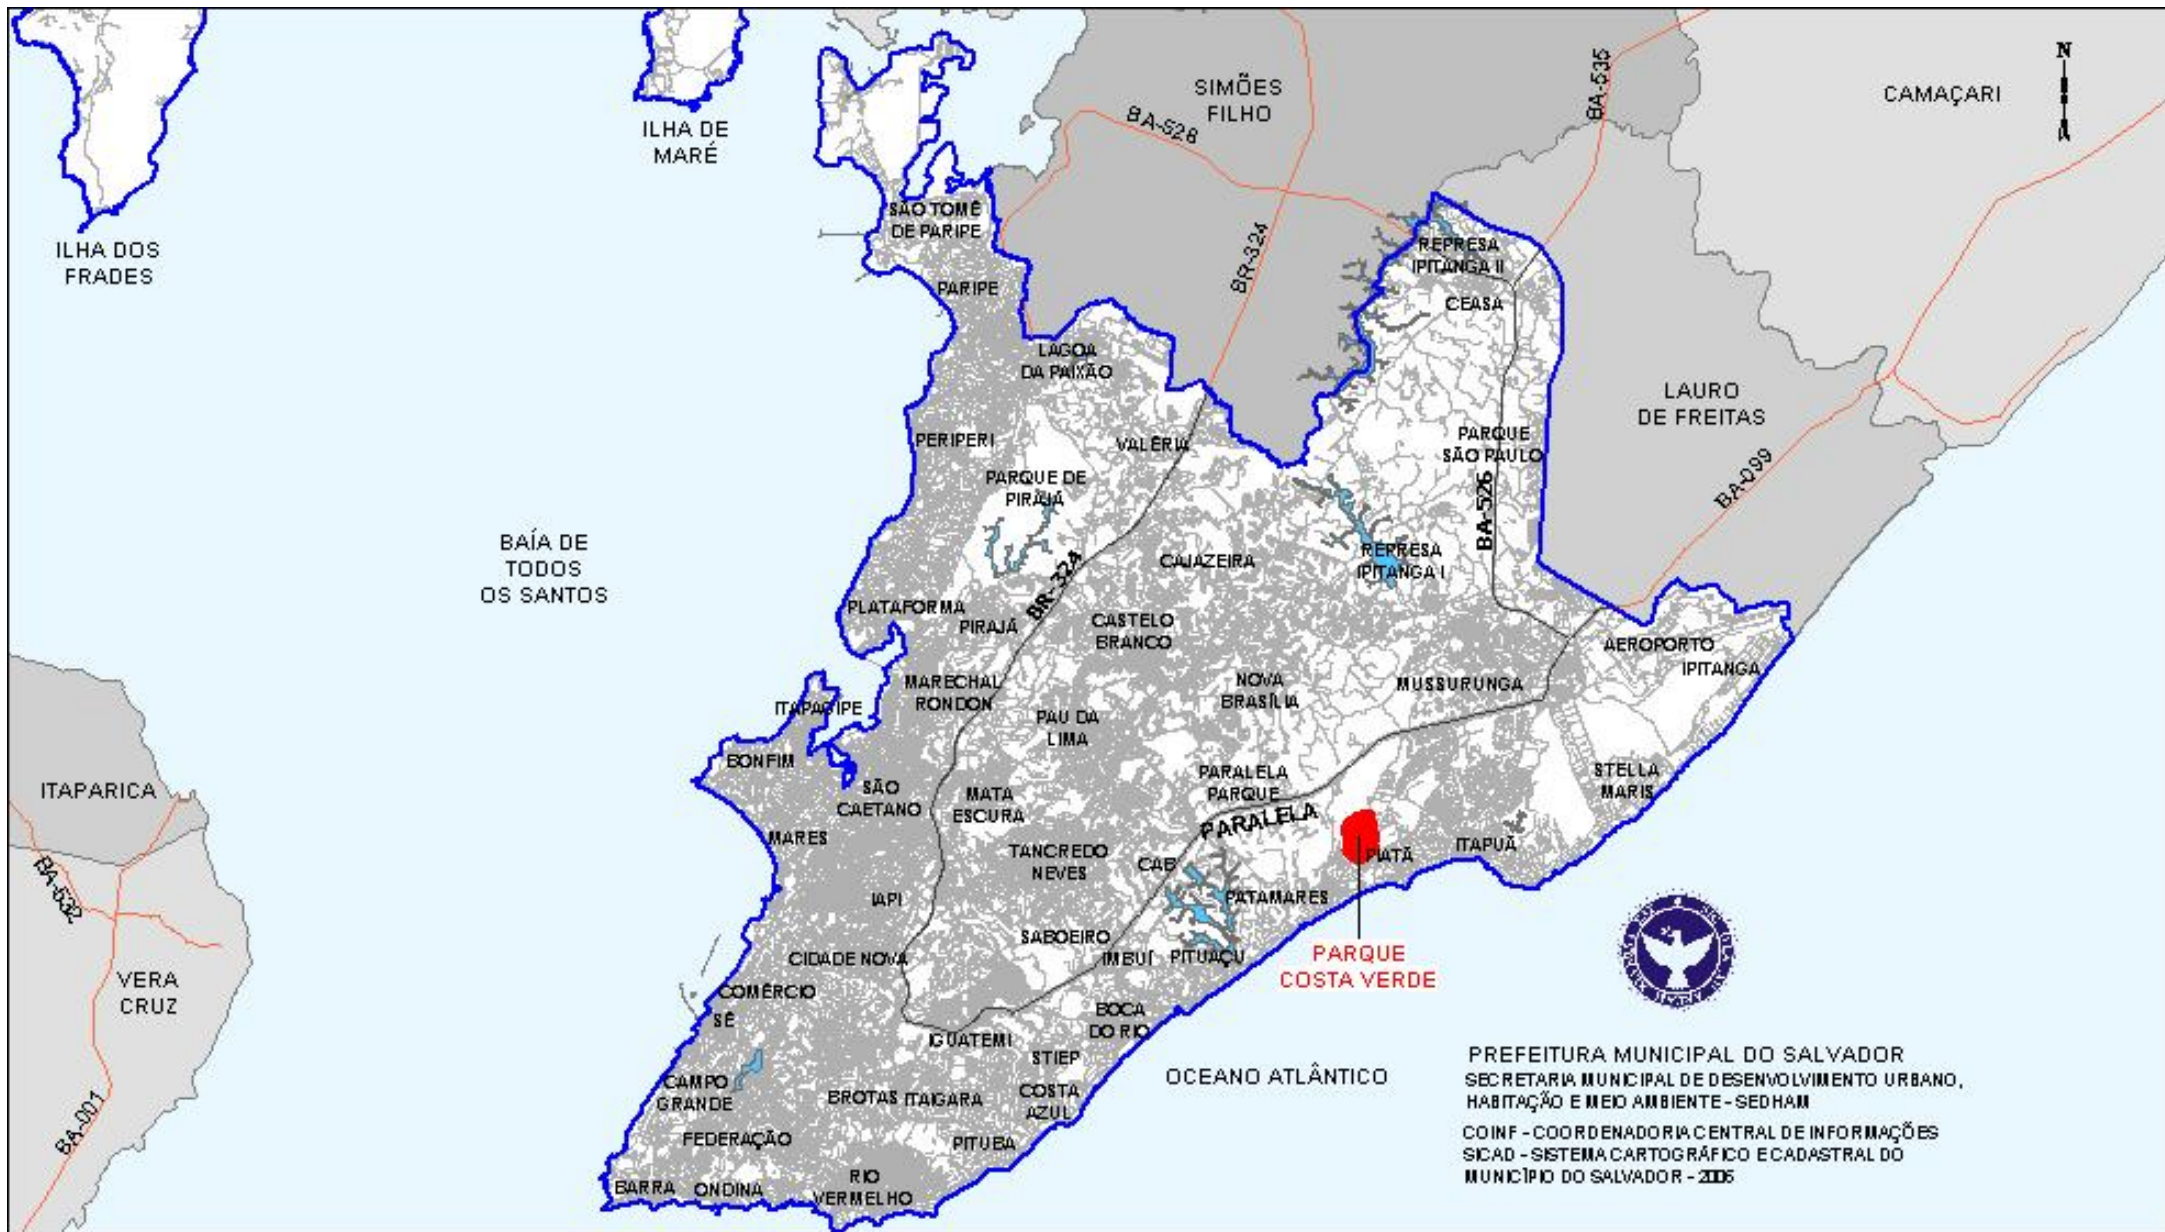 N
SIMÕES
FILHO
CAMAÇARI
BA-535
BA-528
ILHA DE
MARÉ
ILHA DOS
FRADES
SÃO TOMÉ
DE PARIPE
REPRESA
IPITANGA II
BR-324
PARIPE
CEASA
LAGOA
DA PAIXÃO
LAURO
DE FREITAS
PERIPERI
VALÉRIA
PARQUE
SÃO PAULO
BA-099
PARQUE DE
PIRAJÁ
BA-526
BAÍA DE
TODOS
OS SANTOS
CAJAZEIRA
REPRESA
IPITANGA I
BR-324
PLATAFORMA
PIRAJÁ
CASTELO
BRANCO
AEROPORTO
IPITANGA
MARECHAL
RONDON
NOVA
BRASÍLIA
MUSSURUNGA
ITAPAGIPE
PAU DA
LIMA
BONFIM
PARALELA
PARQUE
STELLA
MARIS
ITAPARICA
SÃO
CAETANO
MATA
ESCURA
PARALELA
MARES
ITAPUÃ
PIATÃ
TANCREDO
NEVES
CAB
BA-532
IAPI
PATAMARES
SABOEIRO
CIDADE NOVA
IMBUÍ
PITUAÇU
PARQUE
COSTA VERDE
VERA
CRUZ
COMÉRCIO
SÉ
BOCA
DO RIO
IGUATEMI
STIEP
OCEANO ATLÂNTICO
CAMPO
GRANDE
BROTAS
ITAIGARA
COSTA
AZUL
BA-001
FEDERAÇÃO
PITUBA
BARRA
ONDINA
RIO
VERMELHO
PREFEITURA MUNICIPAL DO SALVADOR
SECRETARIA MUNICIPAL DE DESENVOLVIMENTO URBANO,
HABITAÇÃO E MEIO AMBIENTE - SEDHAM
COINF - COORDENADORIA CENTRAL DE INFORMAÇÕES
SICAD - SISTEMA CARTOGRÁFICO E CADASTRAL DO
MUNICÍPIO DO SALVADOR - 2006